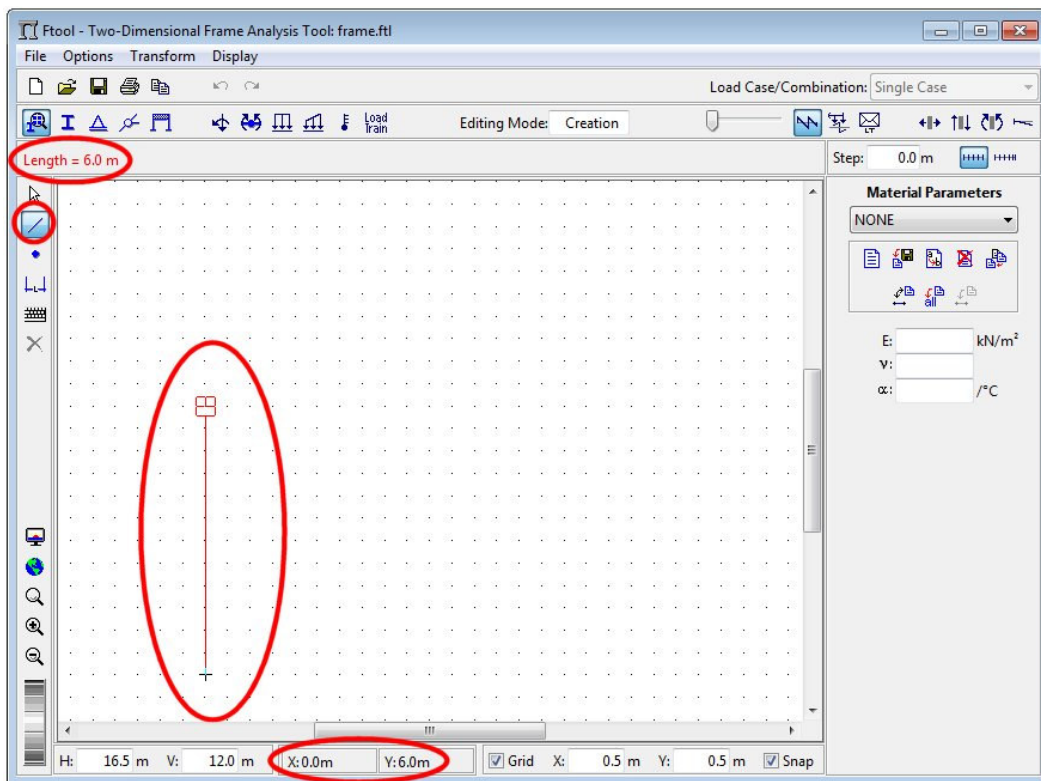 Ftool - Two-Dimensional Frame Analysis Tool: frame.ftl
File Options Transform Display
Load Case/Combination: Single Case
Load Train
Editing Mode: Creation
LT
Length = 6.0 m
Step: 0.0 m
Material Parameters
NONE
L
all
E: kN/m²
ν:
α: /°C
H: 16.5 m V: 12.0 m X: 0.0m Y: 6.0m Grid X: 0.5 m Y: 0.5 m Snap